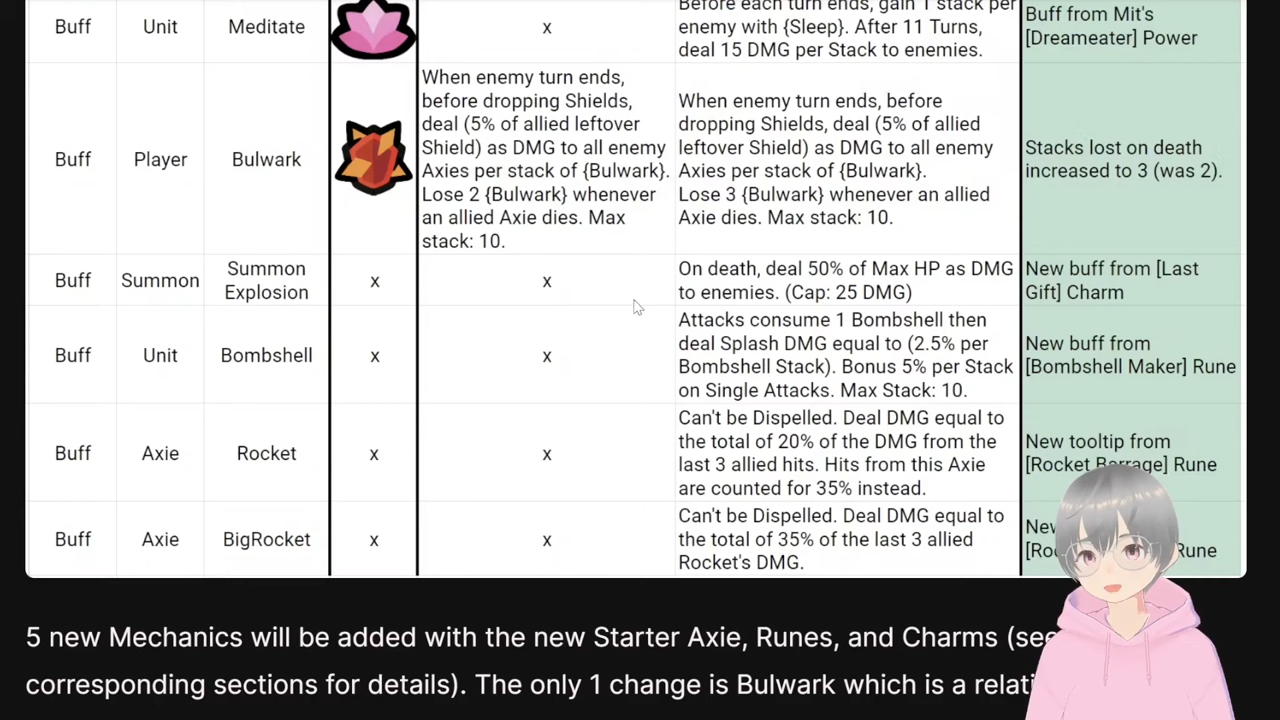 Before each turn ends, gain 1 stack per
Buff Unit Meditate x enemy with {Sleep}. After 11 Turns,
deal 15 DMG per Stack to enemies.
Buff from Mit's
[Dreameater] Power
Buff Player Bulwark
When enemy turn ends,
before dropping Shields,
deal (5% of allied leftover
Shield) as DMG to all enemy
Axies per stack of {Bulwark}.
Lose 2 {Bulwark} whenever
an allied Axie dies. Max
stack: 10.
When enemy turn ends, before
dropping Shields, deal (5% of allied
leftover Shield) as DMG to all enemy
Axies per stack of {Bulwark}.
Lose 3 {Bulwark} whenever an allied
Axie dies. Max stack: 10.
Stacks lost on death
increased to 3 (was 2).
Buff Summon Summon
Explosion x x
On death, deal 50% of Max HP as DMG
to enemies. (Cap: 25 DMG)
New buff from [Last
Gift] Charm
Buff Unit Bombshell x x
Attacks consume 1 Bombshell then
deal Splash DMG equal to (2.5% per
Bombshell Stack). Bonus 5% per Stack
on Single Attacks. Max Stack: 10.
New buff from
[Bombshell Maker] Rune
Buff Axie Rocket x x
Can't be Dispelled. Deal DMG equal to
the total of 20% of the DMG from the
last 3 allied hits. Hits from this Axie
are counted for 35% instead.
New tooltip from
[Rocket Barrage] Rune
Buff Axie BigRocket x x
Can't be Dispelled. Deal DMG equal to
the total of 35% of the last 3 allied
Rocket's DMG.
Rune
5 new Mechanics will be added with the new Starter Axie, Runes, and Charms (see
corresponding sections for details). The only 1 change is Bulwark which is a